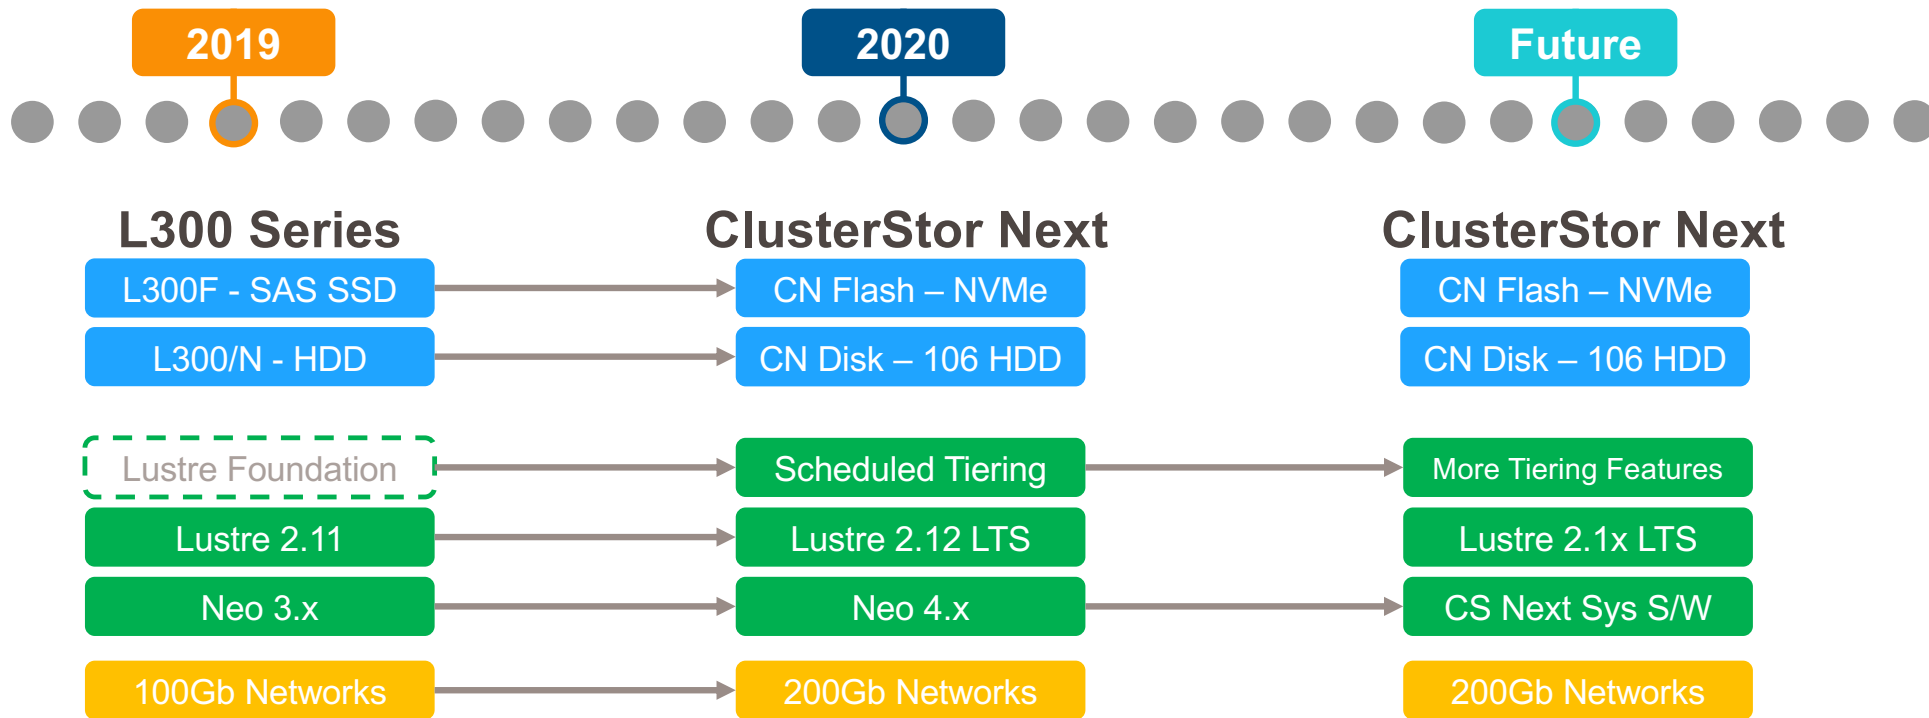 2019
2020
Future
L300 Series
ClusterStor Next
ClusterStor Next
L300F - SAS SSD
CN Flash – NVMe
CN Flash – NVMe
L300/N - HDD
CN Disk – 106 HDD
CN Disk – 106 HDD
Lustre Foundation
Scheduled Tiering
More Tiering Features
Lustre 2.11
Lustre 2.12 LTS
Lustre 2.1x LTS
Neo 3.x
Neo 4.x
CS Next Sys S/W
100Gb Networks
200Gb Networks
200Gb Networks